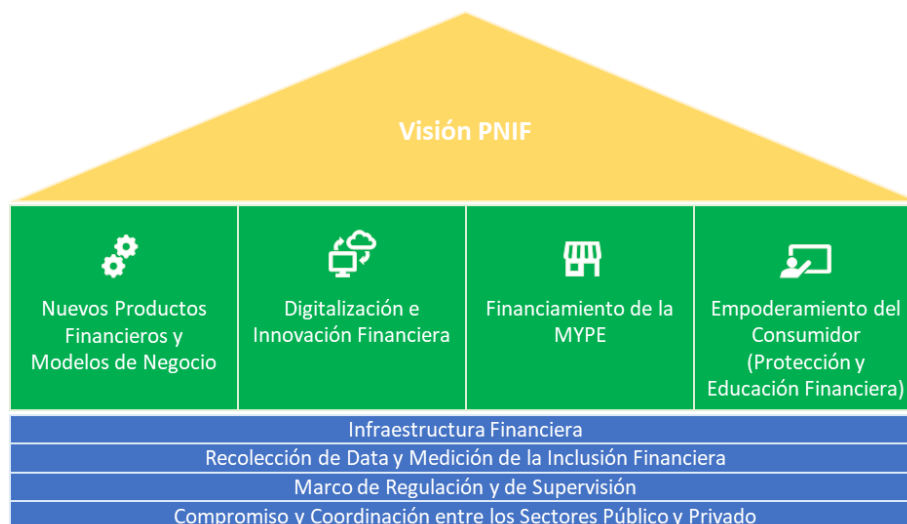 Visión PNIF
Nuevos Productos
Financieros y
Modelos de Negocio
Digitalización e
Innovación Financiera
Financiamiento de la
MYPE
Empoderamiento del
Consumidor
(Protección y
Educación Financiera)
Infraestructura Financiera
Recolección de Data y Medición de la Inclusión Financiera
Marco de Regulación y de Supervisión
Compromiso y Coordinación entre los Sectores Público y Privado